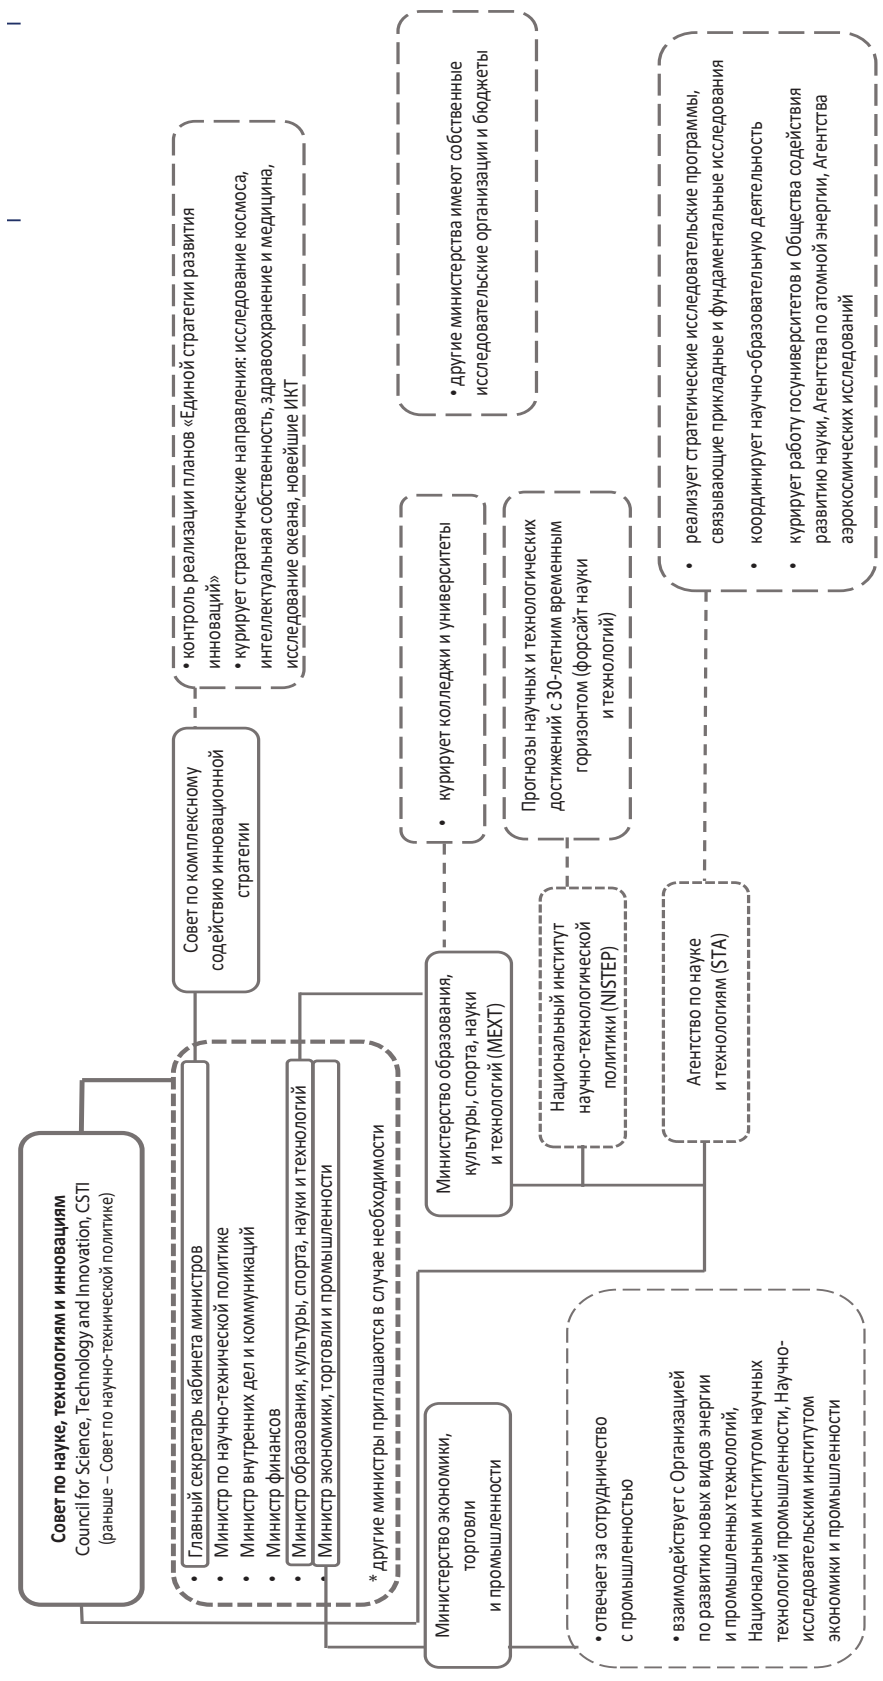 Совет по науке, технологиям и инновациям
Council for Science, Technology and Innovation, CSTI
(раньше – Совет по научно-технической политике)
• Главный секретарь кабинета министров
• Министр по научно-технической политике
• Министр внутренних дел и коммуникаций
• Министр финансов
• Министр образования, культуры, спорта, науки и технологий
• Министр экономики, торговли и промышленности
* другие министры приглашаются в случае необходимости
Совет по комплексному
содействию инновационной
стратегии
• контроль реализации планов «Единой стратегии развития
инноваций»
• курирует стратегические направления: исследование космоса,
интеллектуальная собственность, здравоохранение и медицина,
исследование океана, новейшие ИКТ
Министерство экономики,
торговли
и промышленности
Министерство образования,
культуры, спорта, науки
и технологий (MEXT)
• курирует колледжи и университеты
• другие министерства имеют собственные
исследовательские организации и бюджеты
Национальный институт
научно-технологической
политики (NISTEP)
Прогнозы научных и технологических
достижений с 30-летним временным
горизонтом (форсайт науки
и технологий)
• отвечает за сотрудничество
с промышленностью
• взаимодействует с Организацией
по развитию новых видов энергии
и промышленных технологий,
Национальным институтом научных
технологий промышленности, Научно-
исследовательским институтом
экономики и промышленности
Агентство по науке
и технологиям (STA)
• реализует стратегические исследовательские программы,
связывающие прикладные и фундаментальные исследования
• координирует научно-образовательную деятельность
• курирует работу госуниверситетов и Общества содействия
развитию науки, Агентства по атомной энергии, Агентства
аэрокосмических исследований